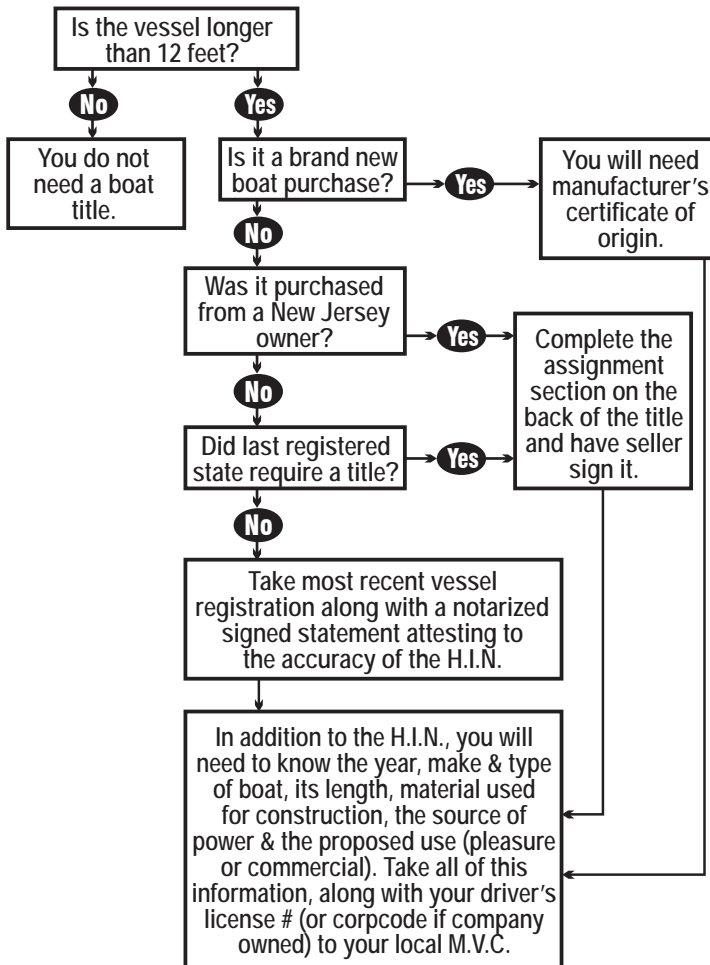 Is the vessel longer
than 12 feet?
No
Yes
You do not
need a boat
title.
Is it a brand new
boat purchase?
Yes
You will need
manufacturer's
certificate of
origin.
No
Was it purchased
from a New Jersey
owner?
Yes
Complete the
assignment
section on the
back of the title
and have seller
sign it.
No
Did last registered
state require a title?
Yes
No
Take most recent vessel
registration along with a notarized
signed statement attesting to
the accuracy of the H.I.N.
In addition to the H.I.N., you will
need to know the year, make & type
of boat, its length, material used
for construction, the source of
power & the proposed use (pleasure
or commercial). Take all of this
information, along with your driver's
license # (or corpcode if company
owned) to your local M.V.C.